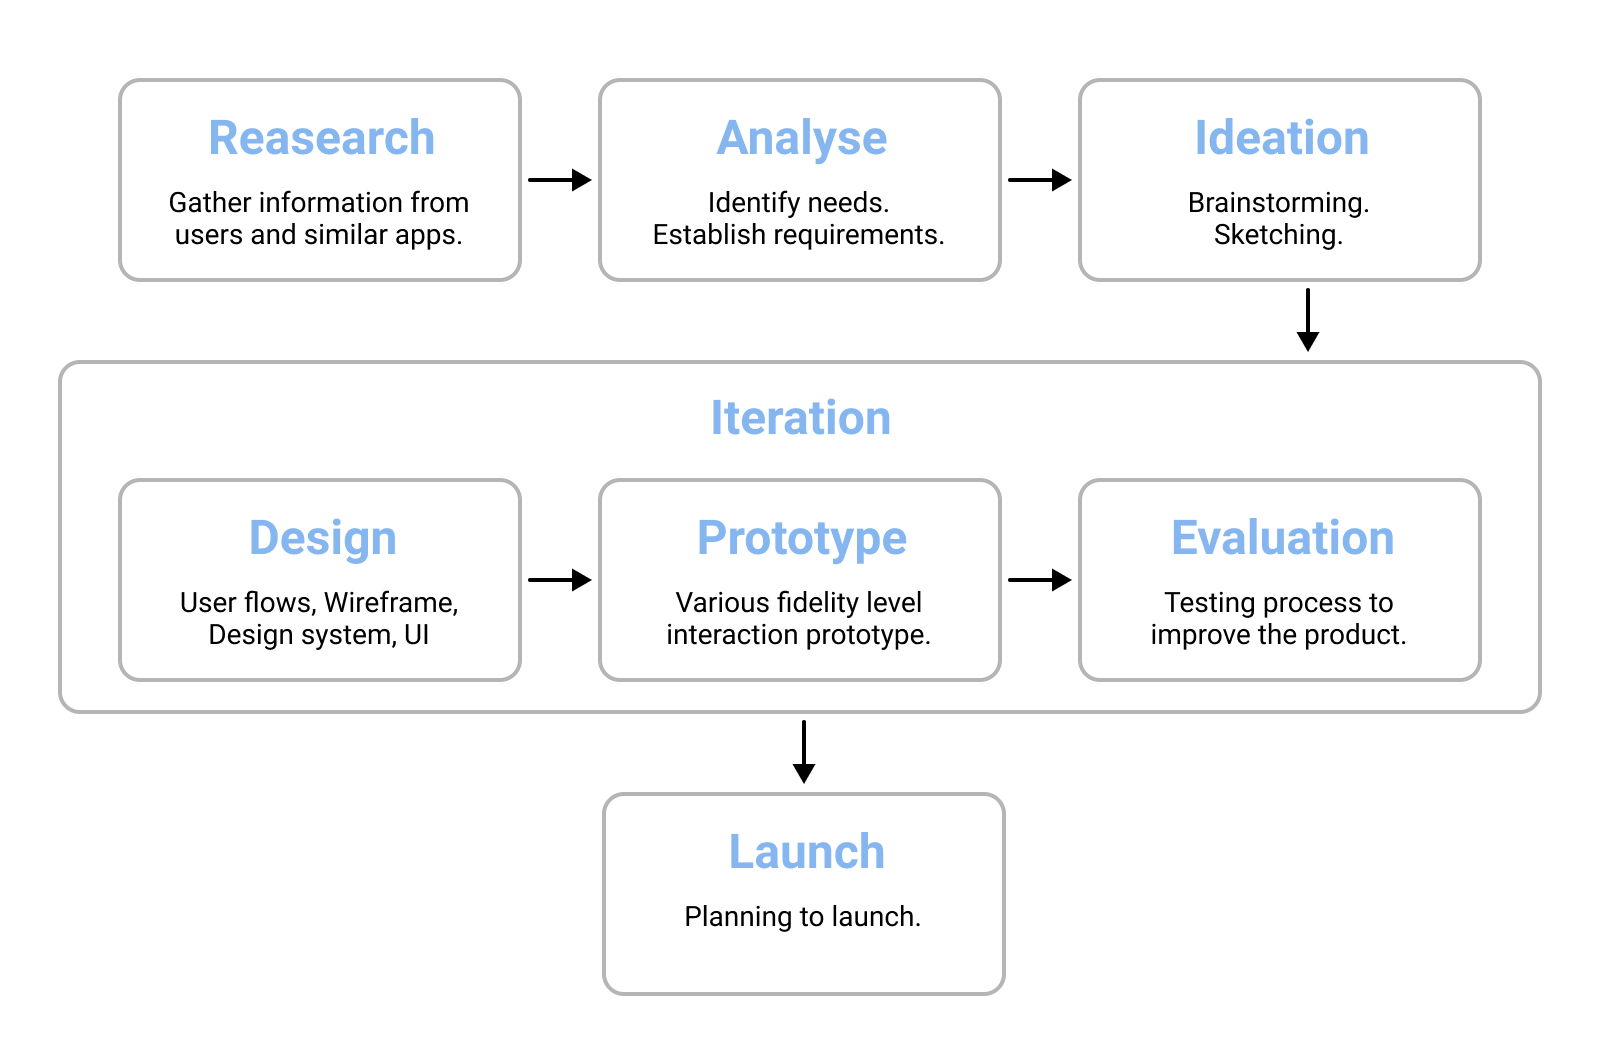 Reasearch
Gather information from
users and similar apps.
Analyse
Identify needs.
Establish requirements.
Ideation
Brainstorming.
Sketching.
Iteration
Design
User flows, Wireframe,
Design system, UI
Prototype
Various fidelity level
interaction prototype.
Evaluation
Testing process to
improve the product.
Launch
Planning to launch.